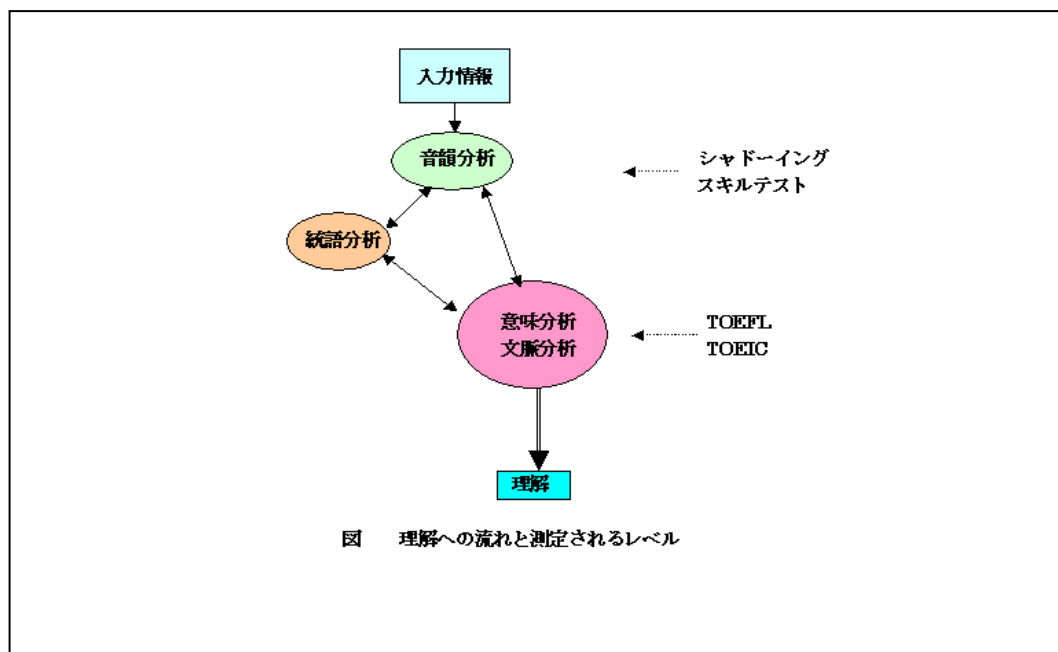 入力情報
音韻分析
シャドーイング
スキルテスト
統語分析
意味分析
文脈分析
TOEFL
TOEIC
理解
図　理解への流れと測定されるレベル